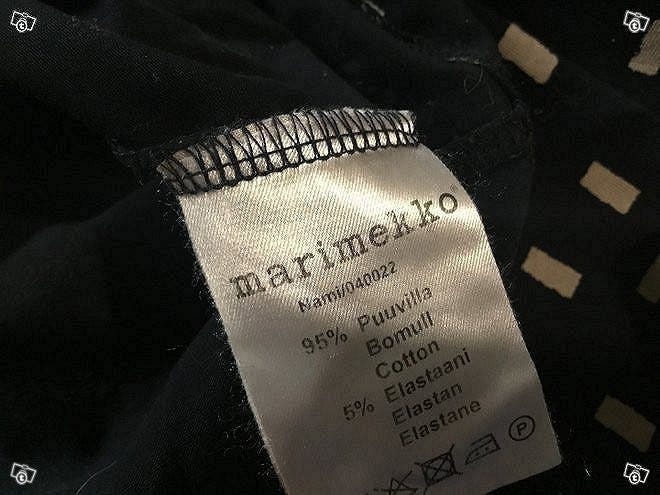 marimekko®
Nami/040022
95% Puuvilla
Bomull
Cotton
5% Elastaani
Elastan
Elastane
P